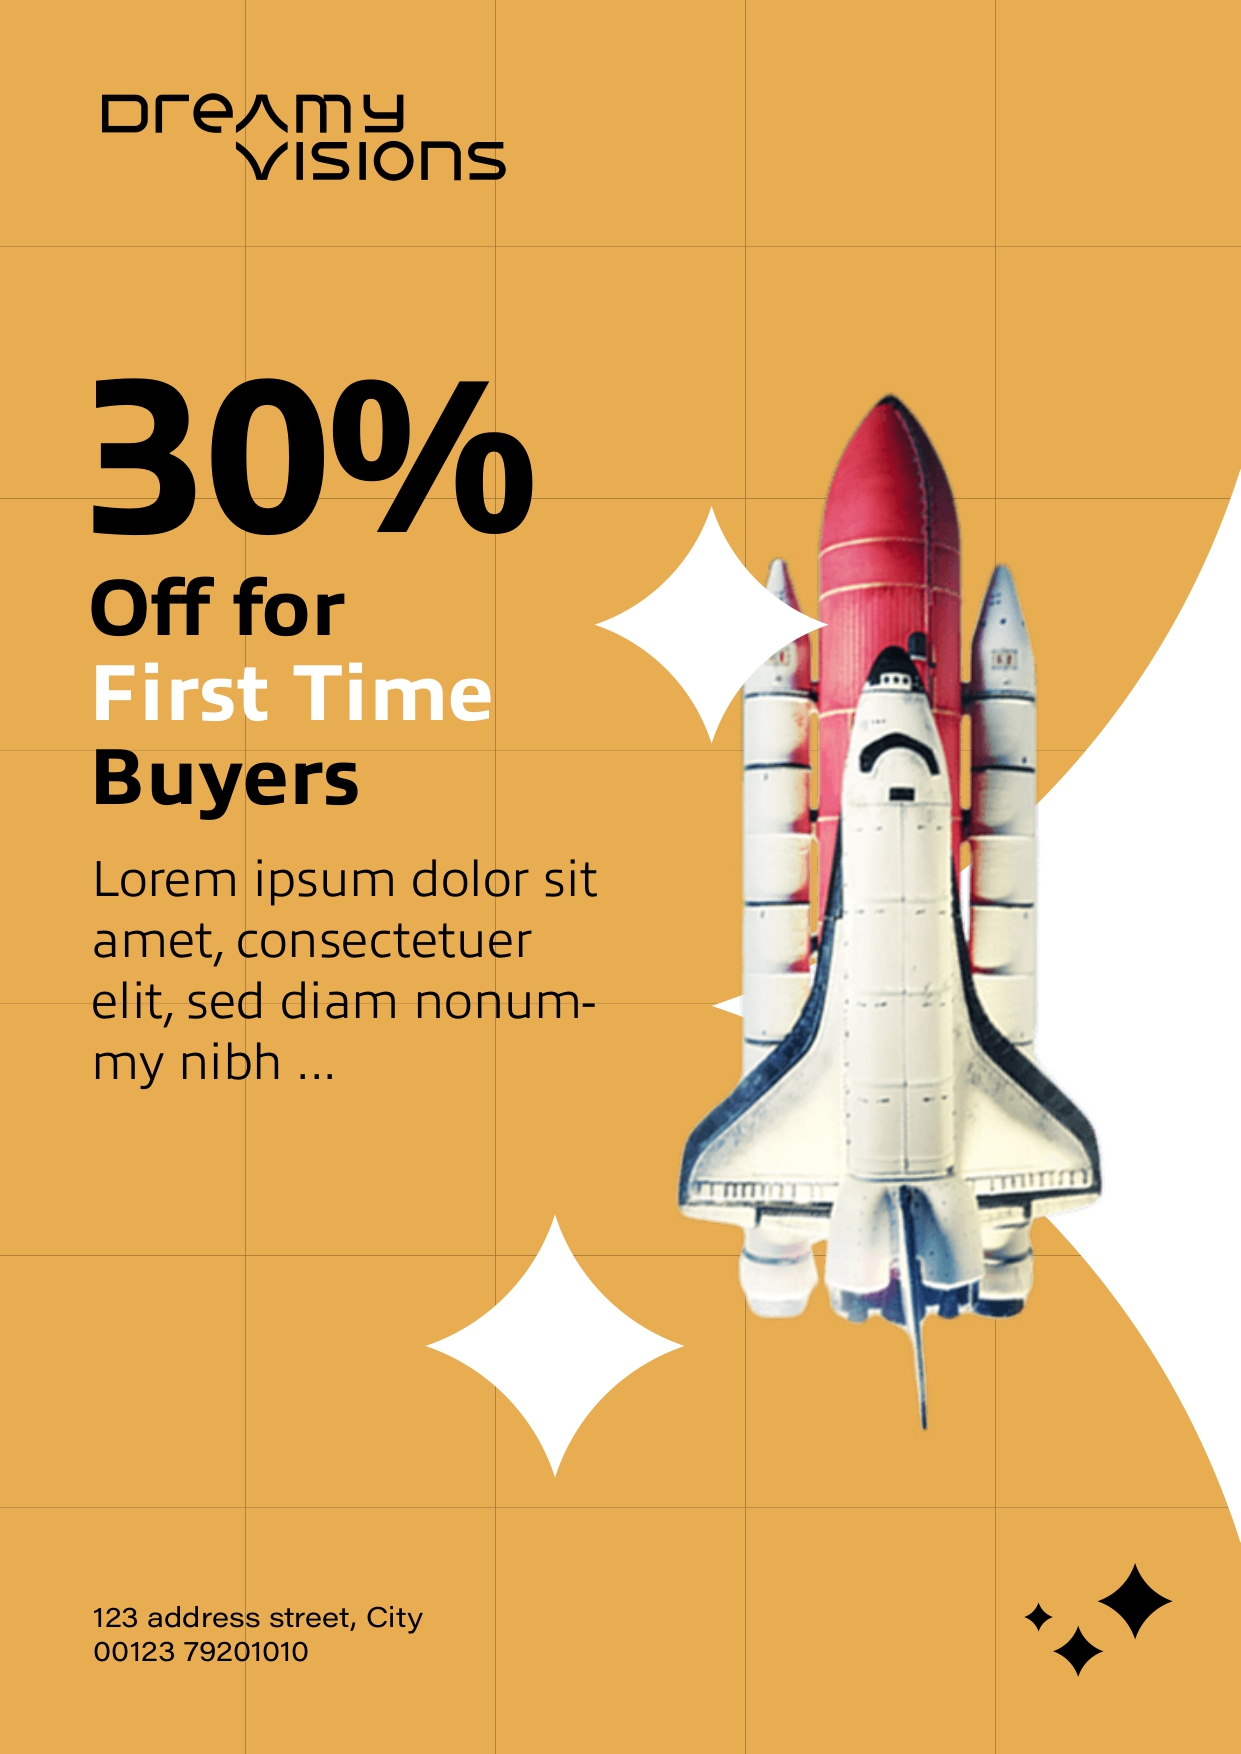 Dreamy
Visions
30%
Off for
First Time
Buyers
Lorem ipsum dolor sit
amet, consectetuer
elit, sed diam nonum-
my nibh ...
123 address street, City
00123 79201010